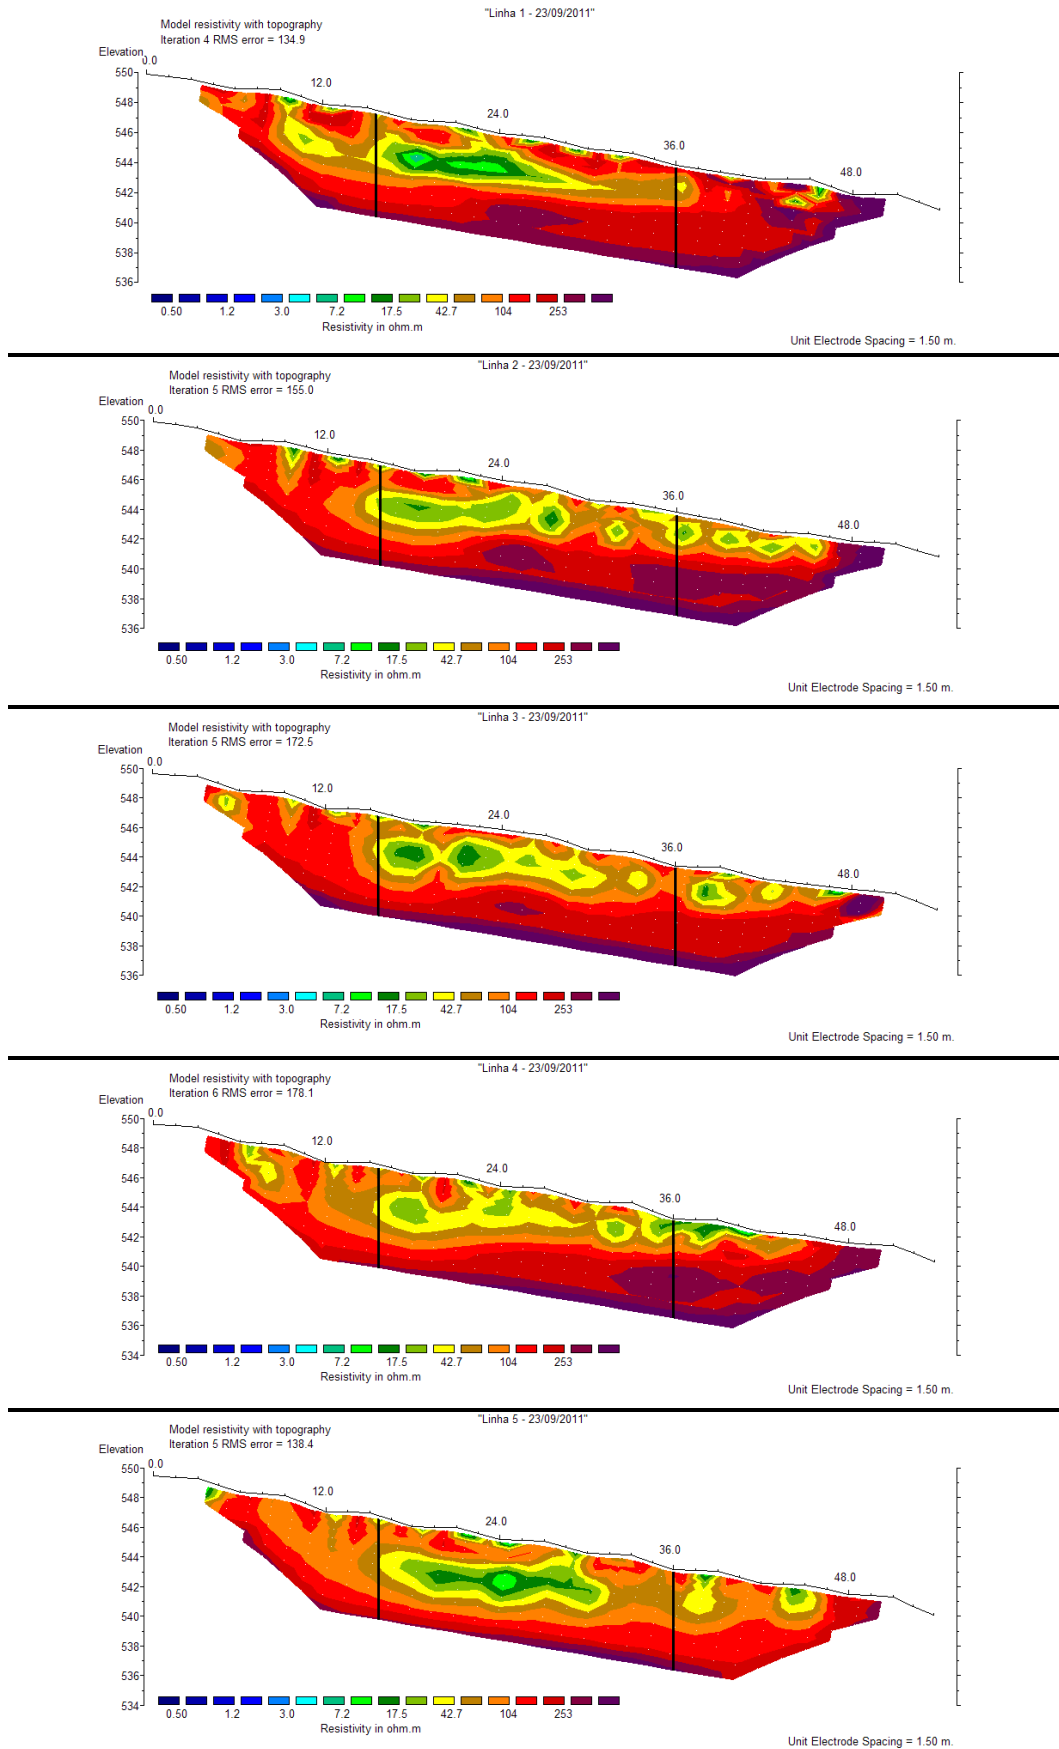 "Linha 1 - 23/09/2011"
Model resistivity with topography
Iteration 4 RMS error = 134.9
Elevation
0.0
550
12.0
548
24.0
546
36.0
544
48.0
542
540
538
536
0.50 1.2 3.0 7.2 17.5 42.7 104 253
Resistivity in ohm.m
Unit Electrode Spacing = 1.50 m.
"Linha 2 - 23/09/2011"
Model resistivity with topography
Iteration 5 RMS error = 155.0
Elevation
0.0
550
12.0
548
24.0
546
36.0
544
48.0
542
540
538
536
0.50 1.2 3.0 7.2 17.5 42.7 104 253
Resistivity in ohm.m
Unit Electrode Spacing = 1.50 m.
"Linha 3 - 23/09/2011"
Model resistivity with topography
Iteration 5 RMS error = 172.5
Elevation
0.0
550
12.0
548
24.0
546
36.0
544
48.0
542
540
538
536
0.50 1.2 3.0 7.2 17.5 42.7 104 253
Resistivity in ohm.m
Unit Electrode Spacing = 1.50 m.
"Linha 4 - 23/09/2011"
Model resistivity with topography
Iteration 6 RMS error = 178.1
Elevation
0.0
550
12.0
548
24.0
546
36.0
544
48.0
542
540
538
536
534
0.50 1.2 3.0 7.2 17.5 42.7 104 253
Resistivity in ohm.m
Unit Electrode Spacing = 1.50 m.
"Linha 5 - 23/09/2011"
Model resistivity with topography
Iteration 5 RMS error = 138.4
Elevation
0.0
550
12.0
548
24.0
546
36.0
544
48.0
542
540
538
536
534
0.50 1.2 3.0 7.2 17.5 42.7 104 253
Resistivity in ohm.m
Unit Electrode Spacing = 1.50 m.